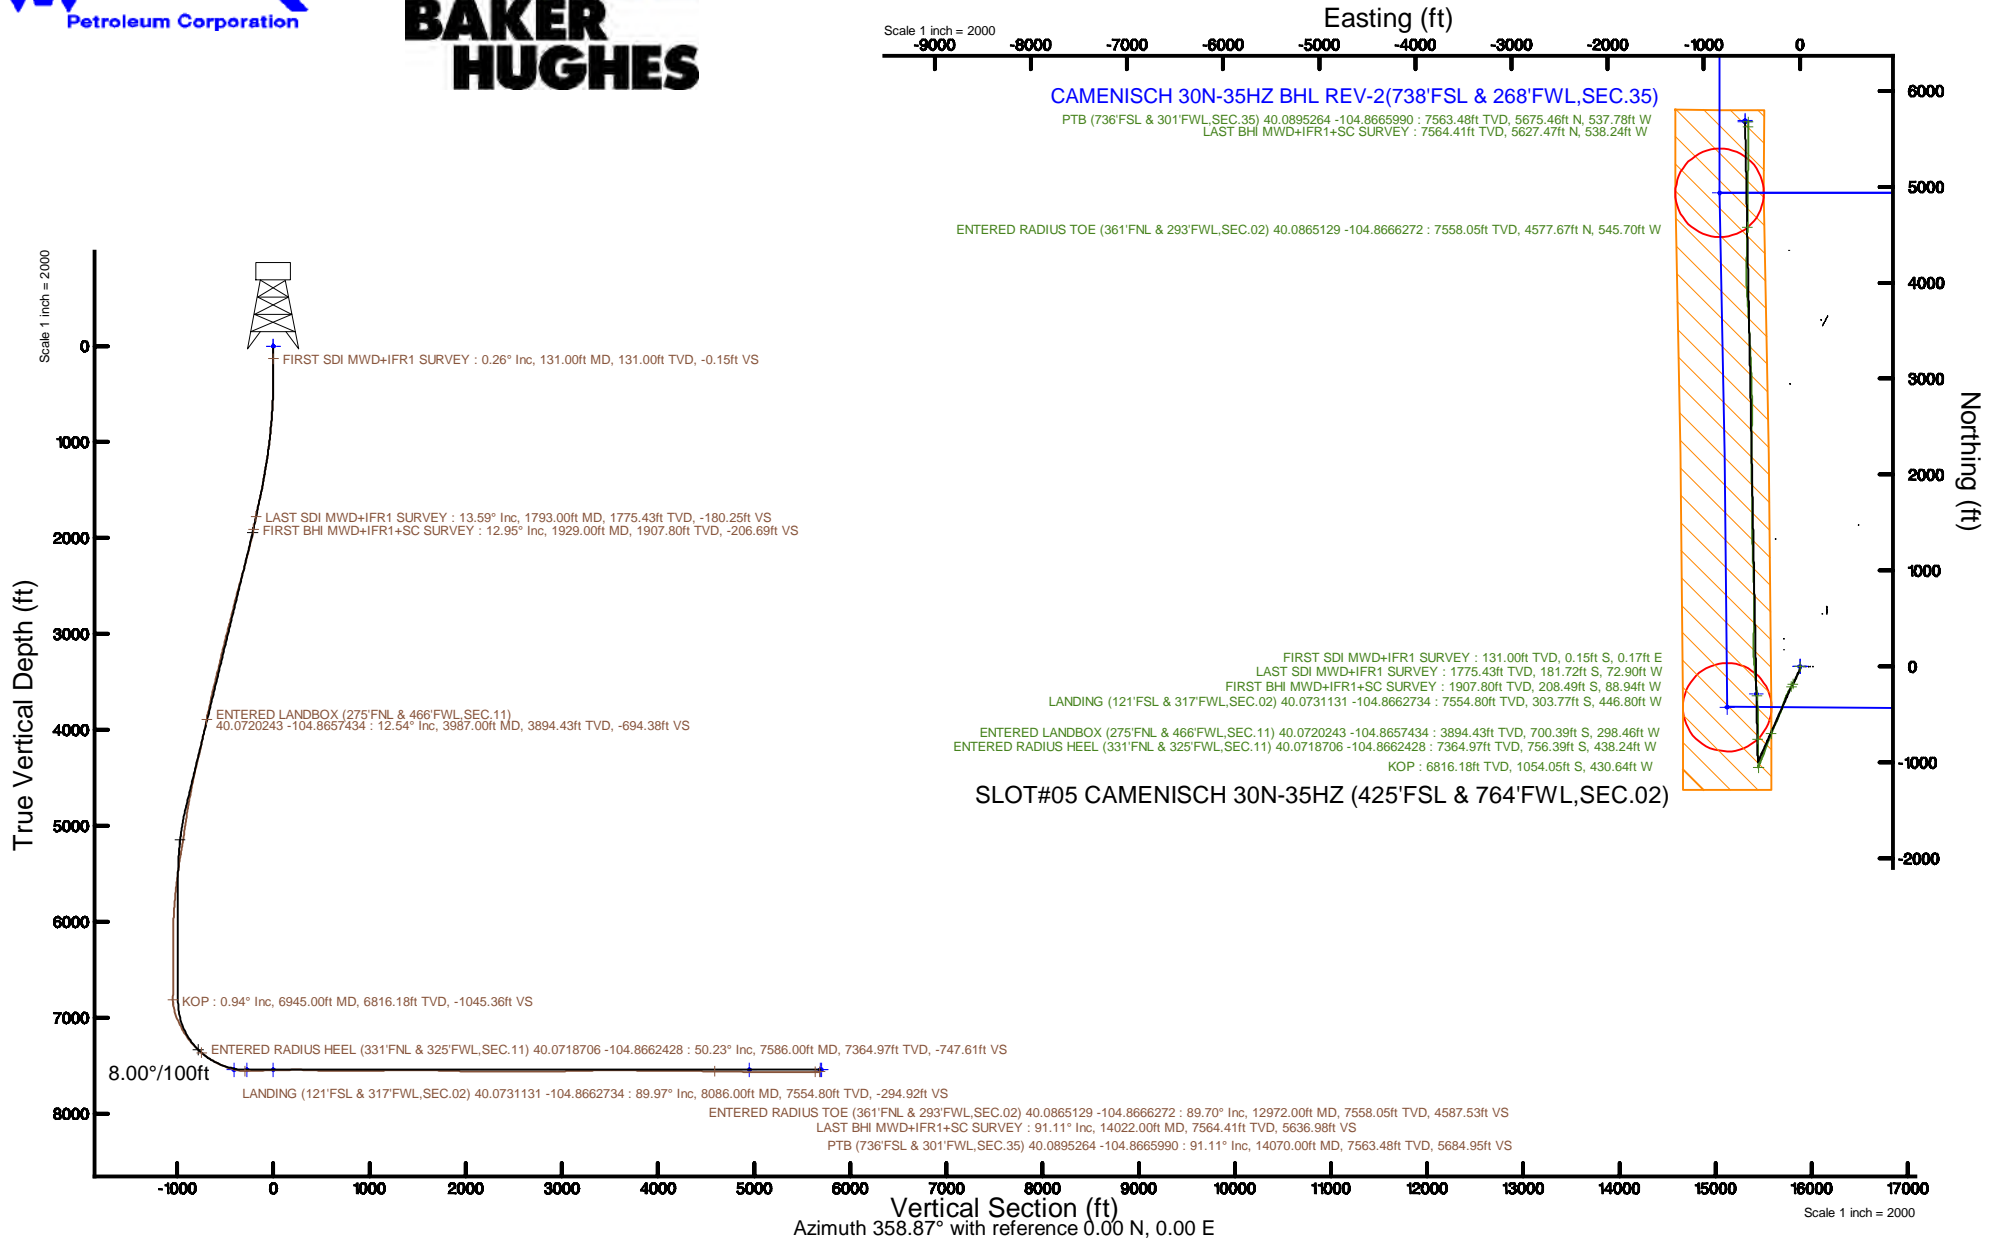 Petroleum Corporation
BAKER
HUGHES
Easting (ft)
Scale 1 inch = 2000
-9000 -8000 -7000 -6000 -5000 -4000 -3000 -2000 -1000 0
CAMENISCH 30N-35HZ BHL REV-2(738'FSL & 268'FWL,SEC.35)
PTB (736'FSL & 301'FWL,SEC.35) 40.0895264 -104.8665990 : 7563.48ft TVD, 5675.46ft N, 537.78ft W
LAST BHI MWD+IFR1+SC SURVEY : 7564.41ft TVD, 5627.47ft N, 538.24ft W
ENTERED RADIUS TOE (361'FNL & 293'FWL,SEC.02) 40.0865129 -104.8666272 : 7558.05ft TVD, 4577.67ft N, 545.70ft W
FIRST SDI MWD+IFR1 SURVEY : 131.00ft TVD, 0.15ft S, 0.17ft E
LAST SDI MWD+IFR1 SURVEY : 1775.43ft TVD, 181.72ft S, 72.90ft W
FIRST BHI MWD+IFR1+SC SURVEY : 1907.80ft TVD, 208.49ft S, 88.94ft W
LANDING (121'FSL & 317'FWL,SEC.02) 40.0731131 -104.8662734 : 7554.80ft TVD, 303.77ft S, 446.80ft W
ENTERED LANDBOX (275'FNL & 466'FWL,SEC.11) 40.0720243 -104.8657434 : 3894.43ft TVD, 700.39ft S, 298.46ft W
ENTERED RADIUS HEEL (331'FNL & 325'FWL,SEC.11) 40.0718706 -104.8662428 : 7364.97ft TVD, 756.39ft S, 438.24ft W
KOP : 6816.18ft TVD, 1054.05ft S, 430.64ft W
SLOT#05 CAMENISCH 30N-35HZ (425'FSL & 764'FWL,SEC.02)
6000
5000
4000
3000
2000
1000
0
-1000
-2000
Northing (ft)
Scale 1 inch = 2000
True Vertical Depth (ft)
0
1000
2000
3000
4000
5000
6000
7000
8000
FIRST SDI MWD+IFR1 SURVEY : 0.26° Inc, 131.00ft MD, 131.00ft TVD, -0.15ft VS
LAST SDI MWD+IFR1 SURVEY : 13.59° Inc, 1793.00ft MD, 1775.43ft TVD, -180.25ft VS
FIRST BHI MWD+IFR1+SC SURVEY : 12.95° Inc, 1929.00ft MD, 1907.80ft TVD, -206.69ft VS
ENTERED LANDBOX (275'FNL & 466'FWL,SEC.11)
40.0720243 -104.8657434 : 12.54° Inc, 3987.00ft MD, 3894.43ft TVD, -694.38ft VS
KOP : 0.94° Inc, 6945.00ft MD, 6816.18ft TVD, -1045.36ft VS
ENTERED RADIUS HEEL (331'FNL & 325'FWL,SEC.11) 40.0718706 -104.8662428 : 50.23° Inc, 7586.00ft MD, 7364.97ft TVD, -747.61ft VS
8.00°/100ft
LANDING (121'FSL & 317'FWL,SEC.02) 40.0731131 -104.8662734 : 89.97° Inc, 8086.00ft MD, 7554.80ft TVD, -294.92ft VS
ENTERED RADIUS TOE (361'FNL & 293'FWL,SEC.02) 40.0865129 -104.8666272 : 89.70° Inc, 12972.00ft MD, 7558.05ft TVD, 4587.53ft VS
LAST BHI MWD+IFR1+SC SURVEY : 91.11° Inc, 14022.00ft MD, 7564.41ft TVD, 5636.98ft VS
PTB (736'FSL & 301'FWL,SEC.35) 40.0895264 -104.8665990 : 91.11° Inc, 14070.00ft MD, 7563.48ft TVD, 5684.95ft VS
-1000 0 1000 2000 3000 4000 5000 6000 7000 8000 9000 10000 11000 12000 13000 14000 15000 16000 17000
Vertical Section (ft)
Azimuth 358.87° with reference 0.00 N, 0.00 E
Scale 1 inch = 2000